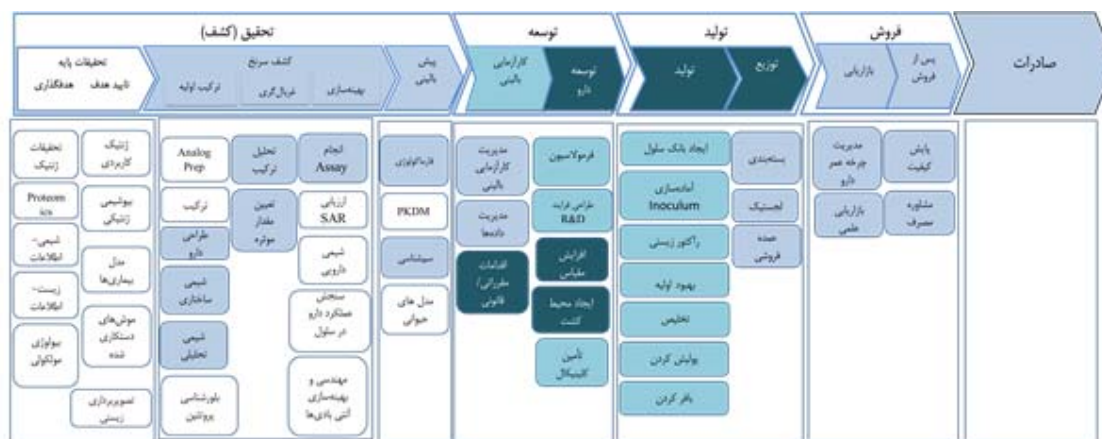 تحقیق (کشف)
توسعه
تولید
فروش
صادرات
تحقیقات پایه
هدفگذاری
تایید هدف
کشف سرنخ
ترکیب اولیه
غربال‌گری
بهینه‌سازی
پیش
بالینی
کارآزمایی
بالینی
توسعه
دارو
تولید
توزیع
بازاریابی
پس از
فروش
تحقیقات
ژنتیک
Proteom
ics
شیمی-
اطلاعات
زیست-
اطلاعات
بیولوژی
مولکولی
ژنتیک
کاربردی
بیوشیمی
ژنتیکی
مدل
بیماری‌ها
موش‌های
دستکاری
شده
تصویربرداری
زیستی
Analog
Prep
ترکیب
طراحی
دارو
شیمی
ساختاری
شیمی
تحلیلی
بلورشناسی
پروتئین
تحلیل
ترکیب
تعیین
مقدار
موثره
انجام
Assay
ارزیابی
SAR
شیمی
دارویی
سنجش
عملکرد دارو
در سلول
مهندسی و
بهینه‌سازی
آنتی بادی‌ها
فارماکولوژی
PKDM
سم‌شناسی
مدل های
حیوانی
مدیریت
کارآزمایی
بالینی
مدیریت
داده‌ها
اقدامات
مقرراتی/
قانونی
فرمولاسیون
طراحی فرایند
R&D
افزایش
مقیاس
ایجاد محیط
کشت
تأمین
کلینیکال
ایجاد بانک سلول
آماده‌سازی
Inoculum
راکتور زیستی
بهبود اولیه
تخلیص
پولیش کردن
بافر کردن
بسته‌بندی
لجستیک
عمده
فروشی
مدیریت
چرخه عمر
دارو
بازاریابی
علمی
پایش
کیفیت
مشاوره
مصرف